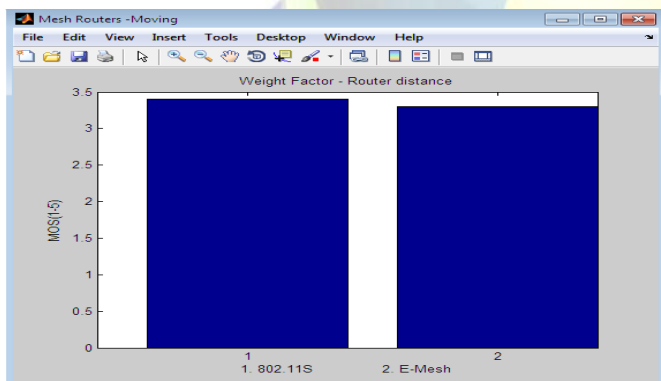 Mesh Routers -Moving
File Edit View Insert Tools Desktop Window Help
Weight Factor - Router distance
3.5
3
2.5
2
1.5
1
0.5
0
MOS(1-5)
1 2
1. 802.11S 2. E-Mesh